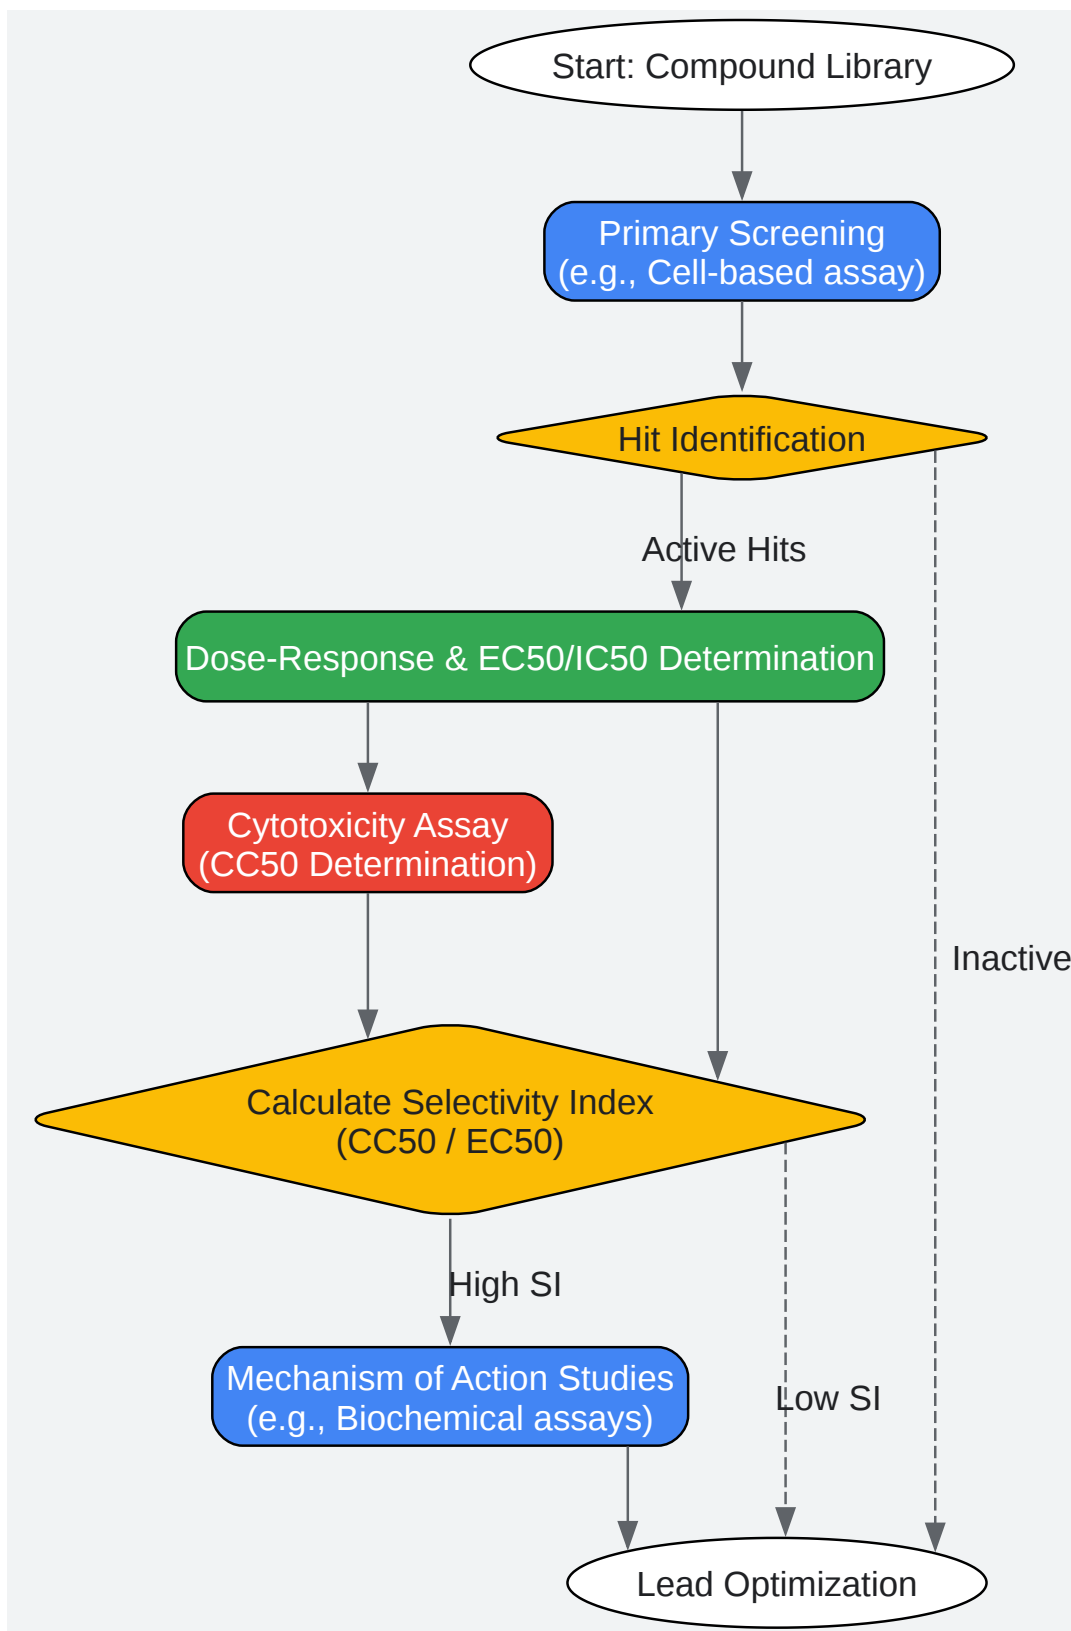 Start: Compound Library
Primary Screening
(e.g., Cell-based assay)
Hit Identification
Active Hits
Dose-Response & EC50/IC50 Determination
Cytotoxicity Assay
(CC50 Determination)
Inactive
Calculate Selectivity Index
(CC50 / EC50)
High SI
Mechanism of Action Studies
(e.g., Biochemical assays)
Low SI
Lead Optimization